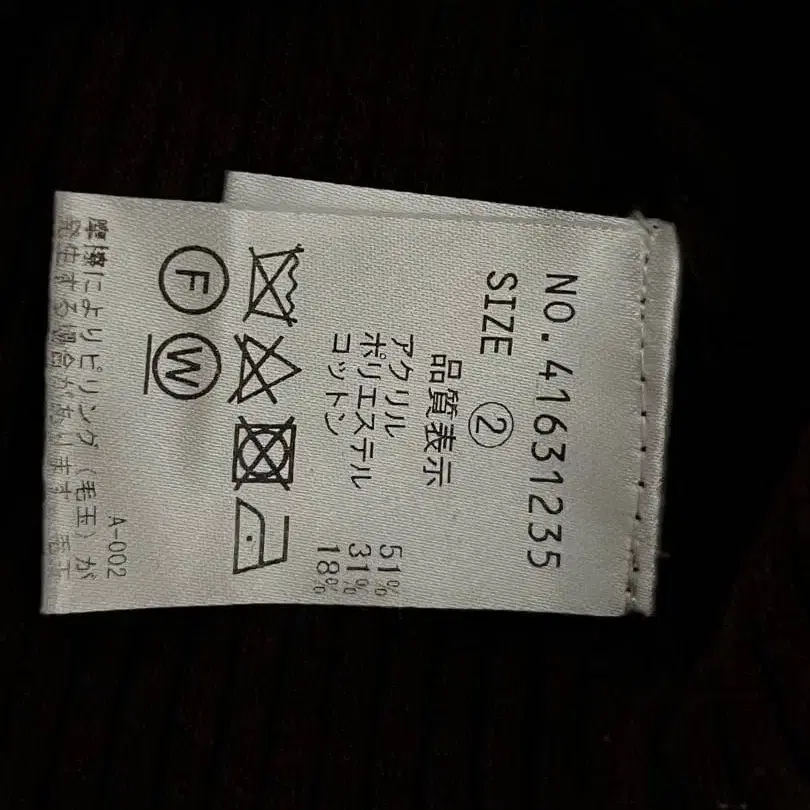 NO.41631235
SIZE ②
品質表示
アクリル 51%
ポリエステル 31%
コットン 18%
F
W
A-002
摩擦によりピリング(毛玉)が
発生する場合があります